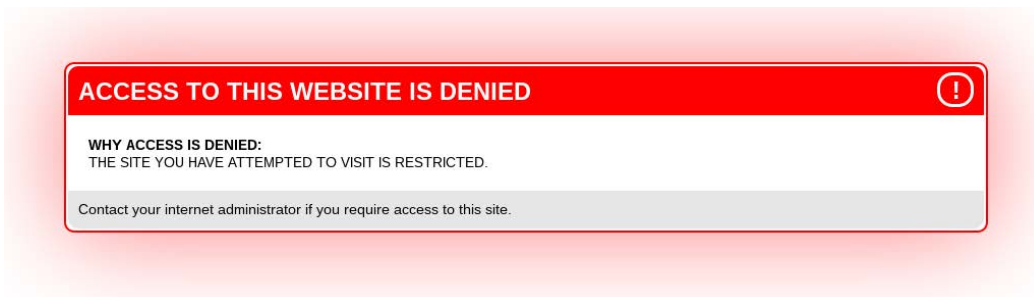 ACCESS TO THIS WEBSITE IS DENIED
!
WHY ACCESS IS DENIED:
THE SITE YOU HAVE ATTEMPTED TO VISIT IS RESTRICTED.
Contact your internet administrator if you require access to this site.